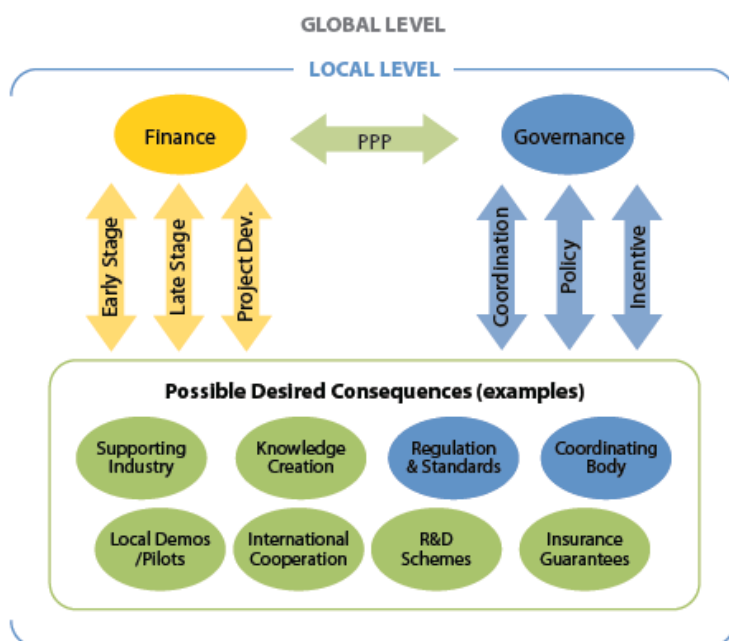 GLOBAL LEVEL
LOCAL LEVEL
Finance
PPP
Governance
Early Stage
Late Stage
Project Dev.
Coordination
Policy
Incentive
Possible Desired Consequences (examples)
Supporting
Industry
Knowledge
Creation
Regulation
& Standards
Coordinating
Body
Local Demos
/Pilots
International
Cooperation
R&D
Schemes
Insurance
Guarantees